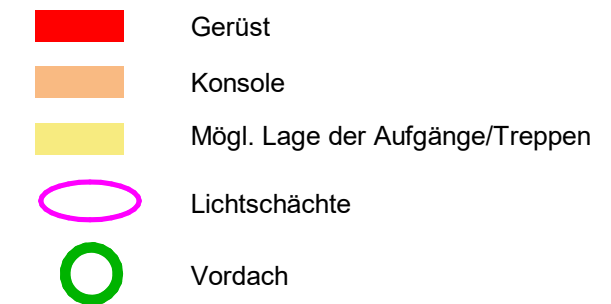 Gerüst
Konsole
Mögl. Lage der Aufgänge/Treppen
Lichtschächte
Vordach